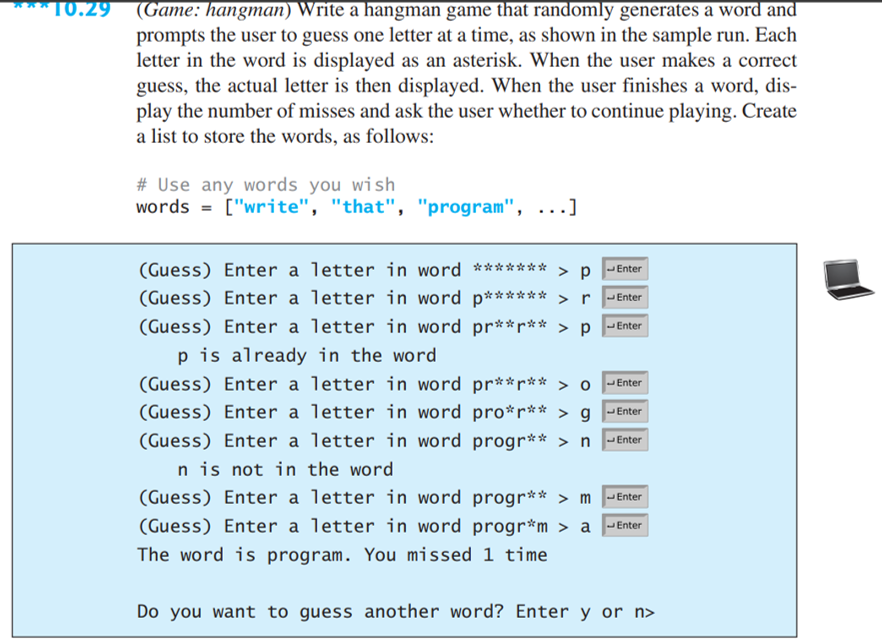 ***10.29 (Game: hangman) Write a hangman game that randomly generates a word and
prompts the user to guess one letter at a time, as shown in the sample run. Each
letter in the word is displayed as an asterisk. When the user makes a correct
guess, the actual letter is then displayed. When the user finishes a word, dis-
play the number of misses and ask the user whether to continue playing. Create
a list to store the words, as follows:
# Use any words you wish
words = ["write", "that", "program", ...]
(Guess) Enter a letter in word ******* > p ↵Enter
(Guess) Enter a letter in word p****** > r ↵Enter
(Guess) Enter a letter in word pr**r** > p ↵Enter
p is already in the word
(Guess) Enter a letter in word pr**r** > o ↵Enter
(Guess) Enter a letter in word pro*r** > g ↵Enter
(Guess) Enter a letter in word progr** > n ↵Enter
n is not in the word
(Guess) Enter a letter in word progr** > m ↵Enter
(Guess) Enter a letter in word progr*m > a ↵Enter
The word is program. You missed 1 time
Do you want to guess another word? Enter y or n>